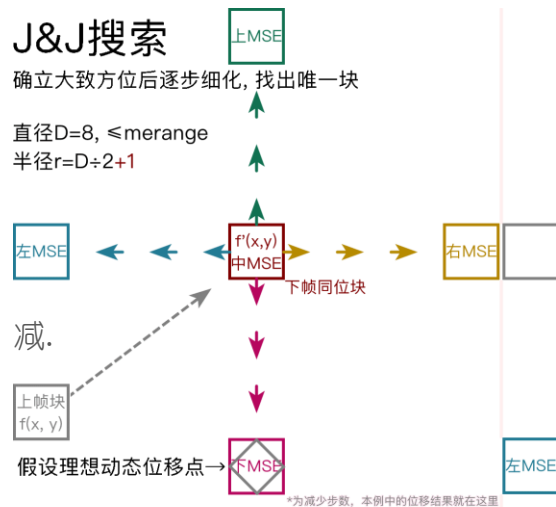 J&J搜索
上MSE
确立大致方位后逐步细化, 找出唯一块
直径D=8, ≤merange
半径r=D÷2+1
左MSE
f'(x,y)
中MSE
右MSE
下帧同位块
减.
上帧块
f(x, y)
假设理想动态位移点→
下MSE
左MSE
*为减少步数，本例中的位移结果就在这里